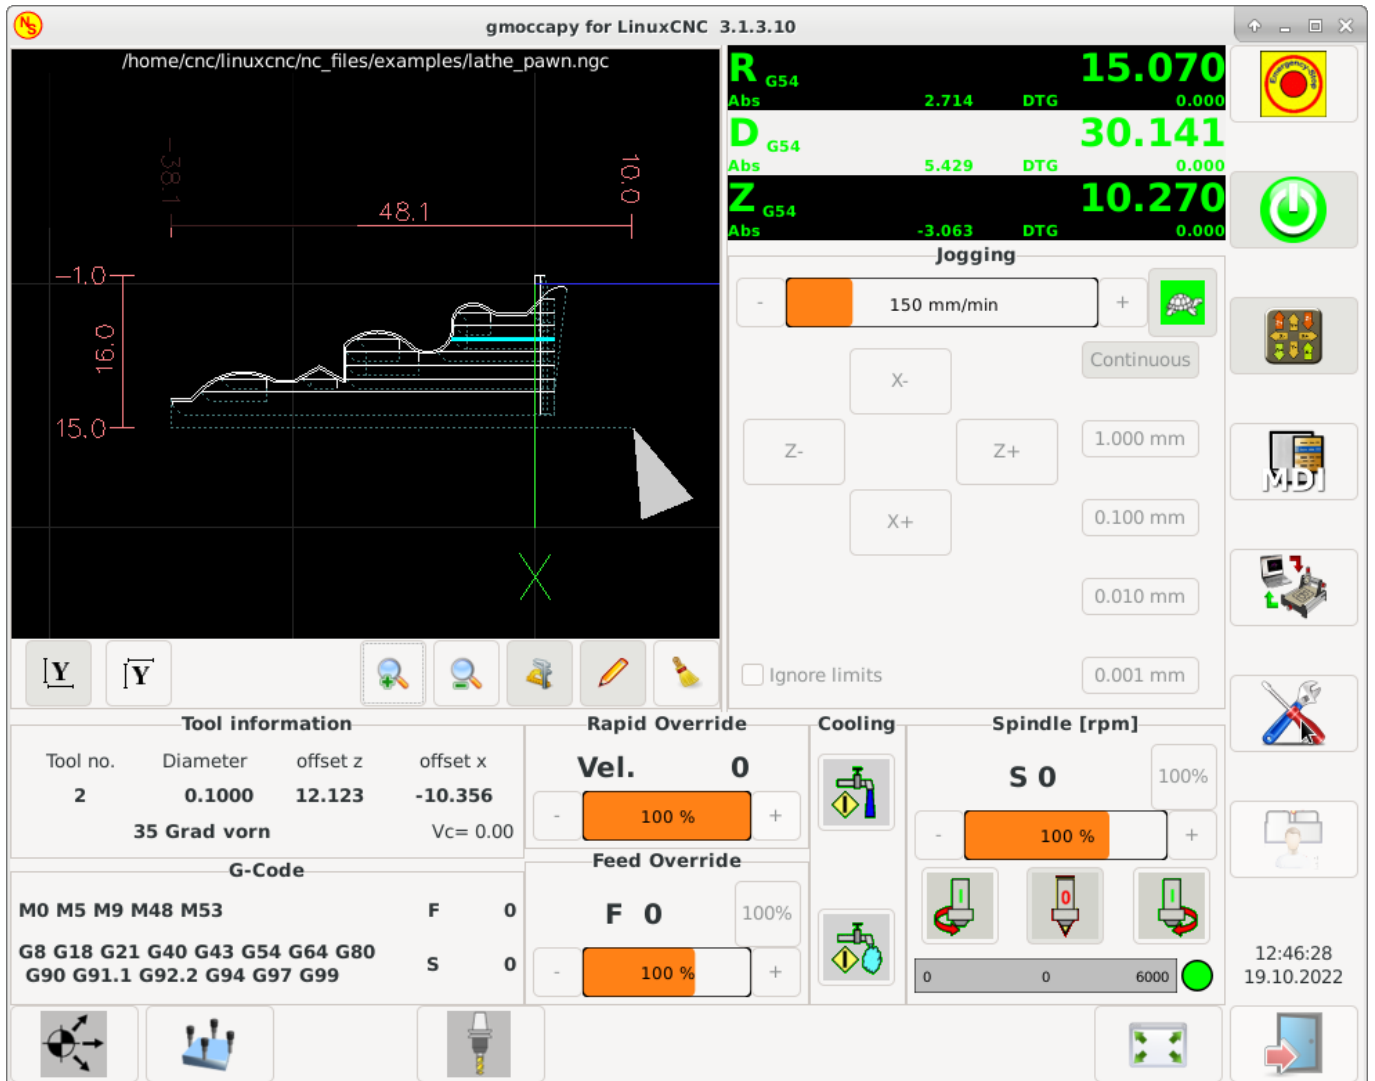 NS
gmoccapy for LinuxCNC 3.1.3.10
/home/cnc/linuxcnc/nc_files/examples/lathe_pawn.ngc
-38.1
10.0
48.1
-1.0
16.0
15.0
X
R G54 15.070
Abs 2.714 DTG 0.000
D G54 30.141
Abs 5.429 DTG 0.000
Z G54 10.270
Abs -3.063 DTG 0.000
Emergency-Stop
Jogging
- 150 mm/min +
Continuous
X-
1.000 mm
Z- Z+
MDI
0.100 mm
X+
0.010 mm
Ignore limits
0.001 mm
Y Y
Tool information
Tool no. Diameter offset z offset x
2 0.1000 12.123 -10.356
35 Grad vorn Vc= 0.00
G-Code
M0 M5 M9 M48 M53 F 0
G8 G18 G21 G40 G43 G54 G64 G80
G90 G91.1 G92.2 G94 G97 G99
S 0
Rapid Override
Vel. 0
- 100 % +
Feed Override
F 0 100%
- 100 % +
Cooling
Spindle [rpm]
S 0 100%
- 100 % +
I 0 I
0 0 6000
12:46:28
19.10.2022